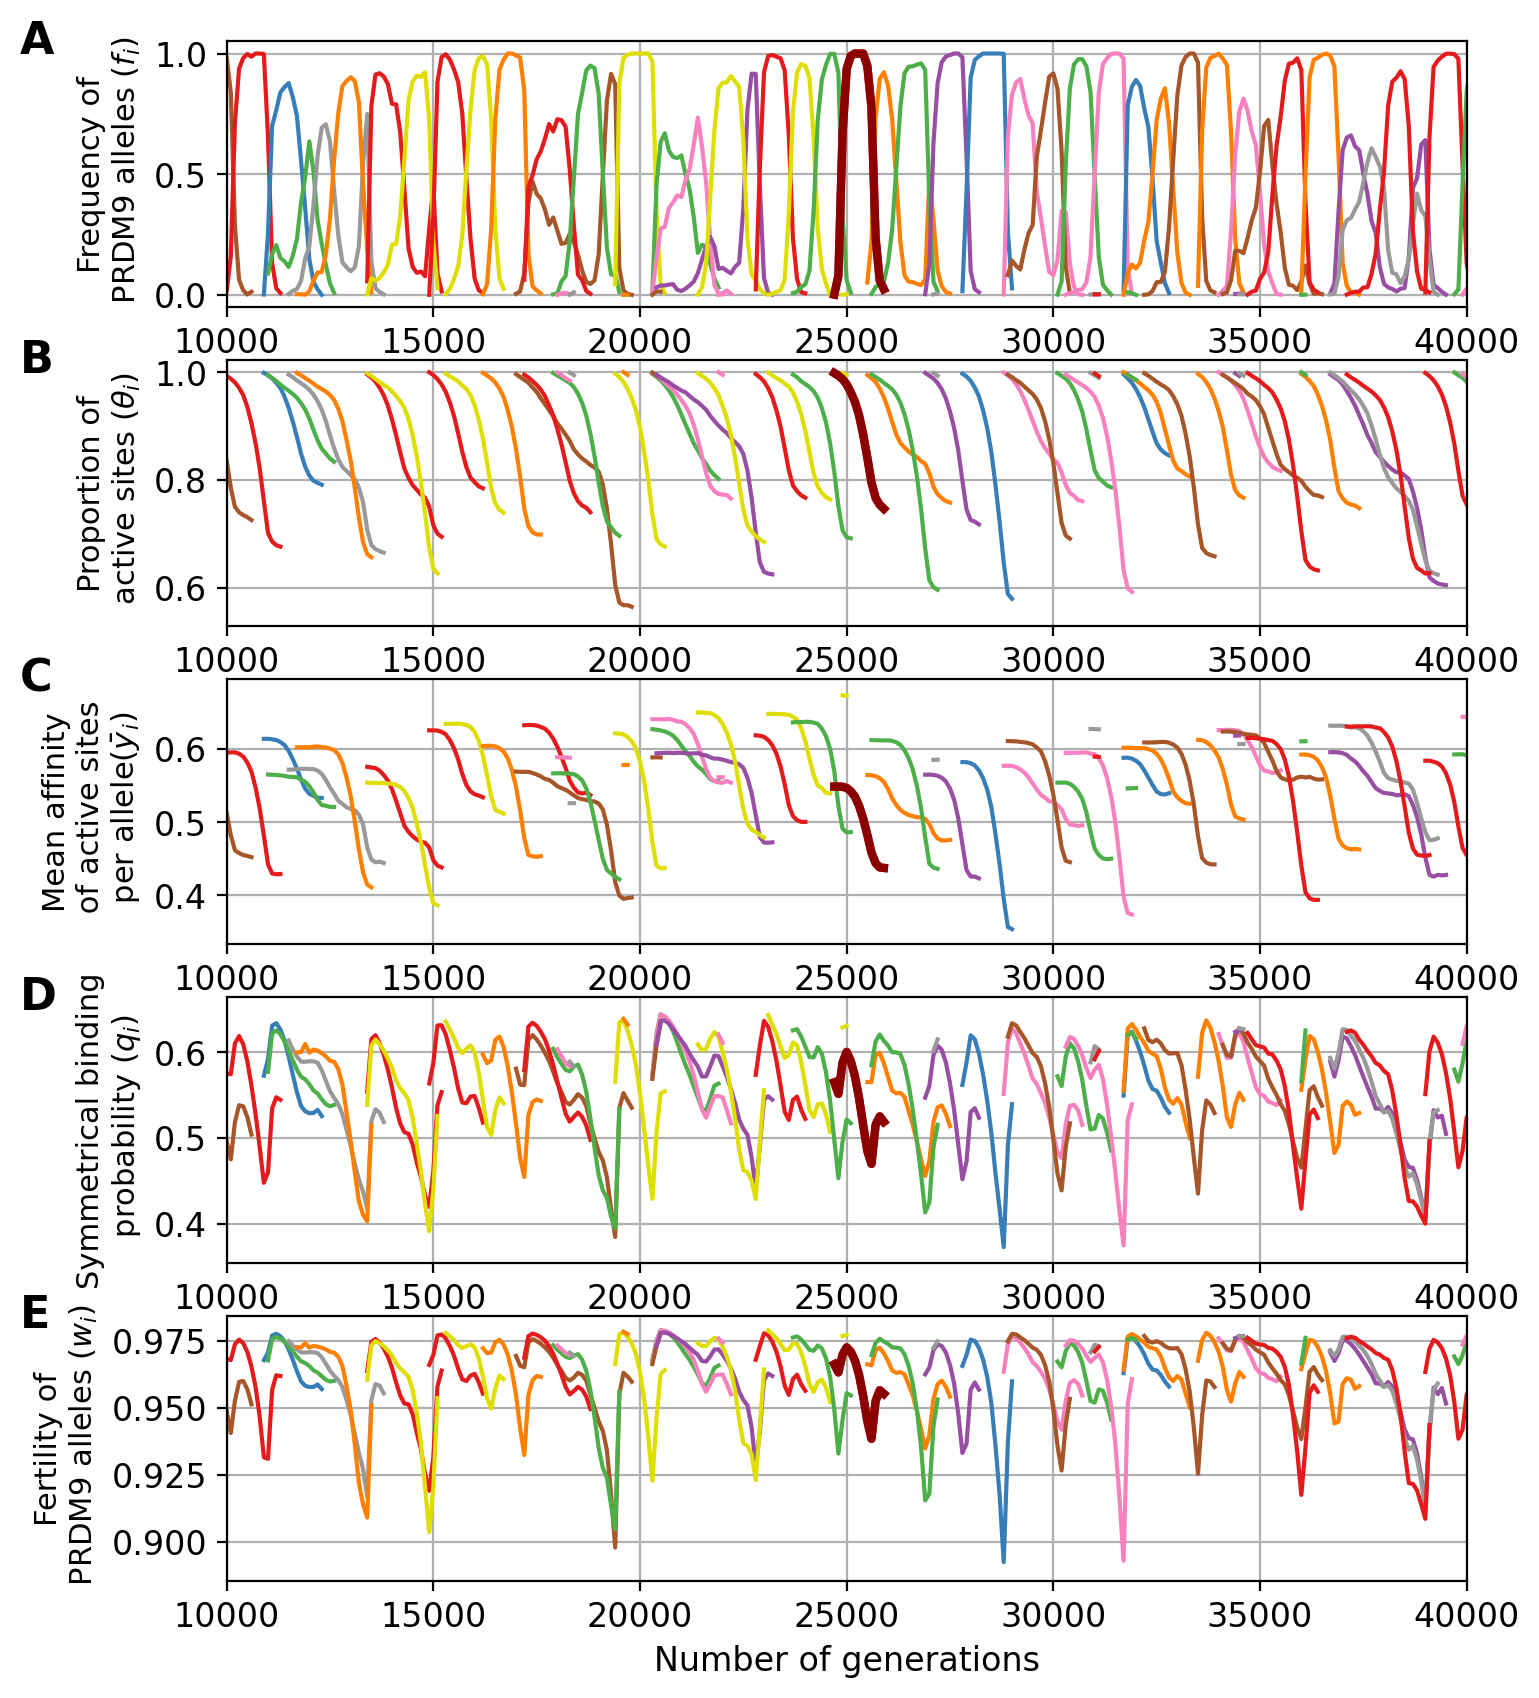 A
Frequency of
PRDM9 alleles (fᵢ)
1.0
0.5
0.0
10000 15000 20000 25000 30000 35000 40000
B
Proportion of
active sites (θᵢ)
1.0
0.8
0.6
10000 15000 20000 25000 30000 35000 40000
C
Mean affinity
of active sites
per allele(ȳᵢ)
0.6
0.5
0.4
10000 15000 20000 25000 30000 35000 40000
D
Symmetrical binding
probability (qᵢ)
0.6
0.5
0.4
10000 15000 20000 25000 30000 35000 40000
E
Fertility of
PRDM9 alleles (wᵢ)
0.975
0.950
0.925
0.900
10000 15000 20000 25000 30000 35000 40000
Number of generations